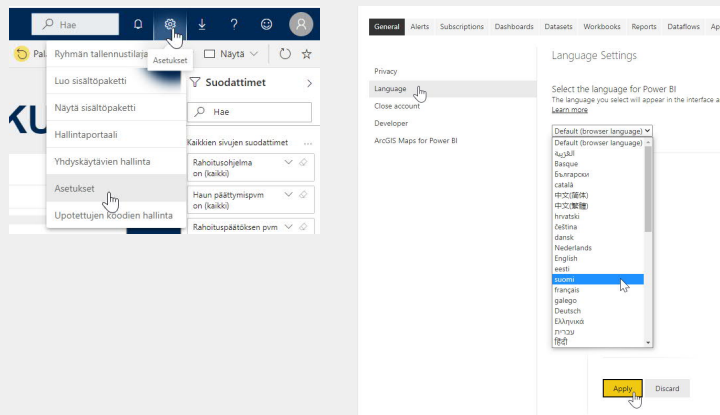 Hae
Pal
Näytä
Asetukset
Ryhmän tallennustilaja
Luo sisältöpaketti
Näytä sisältöpaketti
Hallintaportaali
Yhdyskäytävien hallinta
Asetukset
Upotettujen koodien hallinta
KU
Suodattimet
Hae
Kaikkien sivujen suodattimet
Rahoitusohjelma
on (kaikki)
Haun päättymispvm
on (kaikki)
Rahoituspäätöksen pvm
General Alerts Subscriptions Dashboards Datasets Workbooks Reports Dataflows Ap
Privacy
Language
Close account
Developer
ArcGIS Maps for Power BI
Language Settings
Select the language for Power BI
The language you select will appear in the interface a
Learn more
Default (browser language)
Default (browser language)
العربية
Basque
Български
català
中文(简体)
中文(繁體)
hrvatski
čeština
dansk
Nederlands
English
eesti
suomi
français
galego
Deutsch
Ελληνικά
עברית
हिंदी
Apply Discard